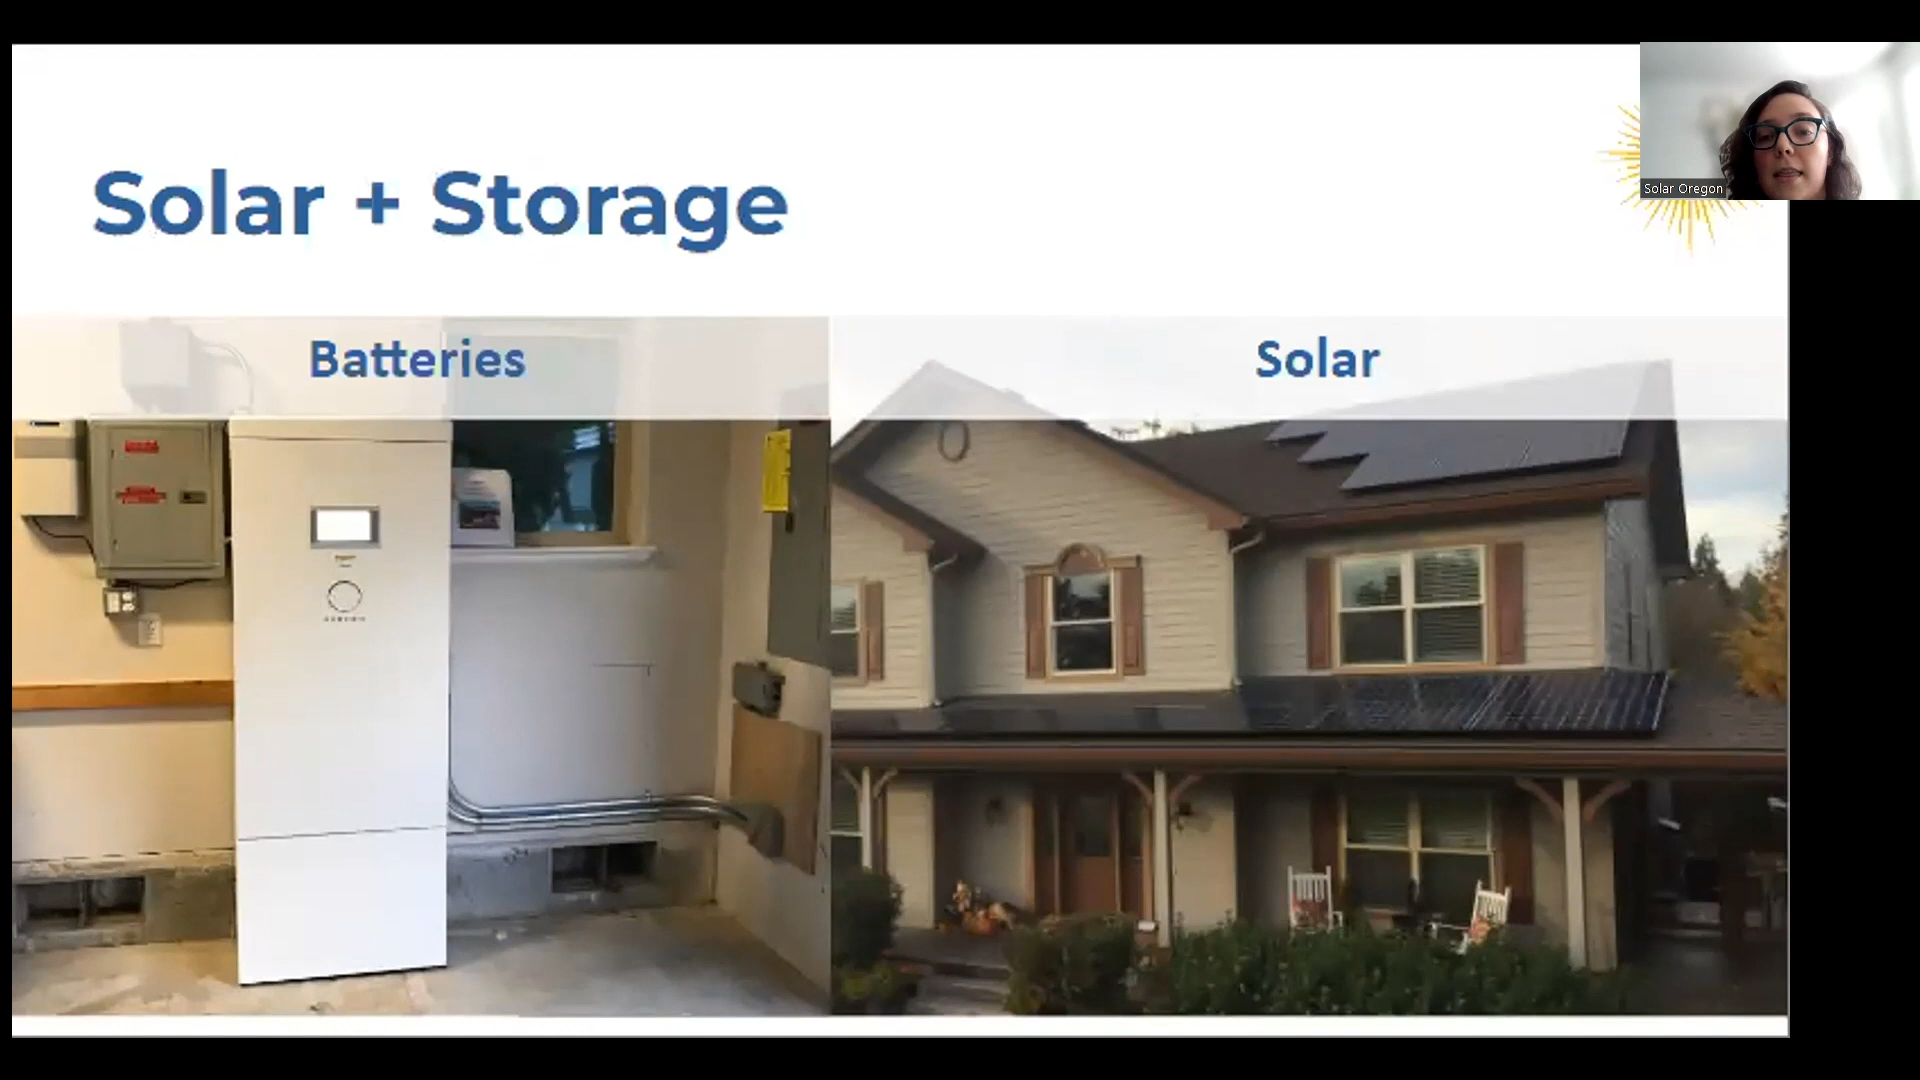 Solar + Storage
Solar Oregon
Batteries
Solar